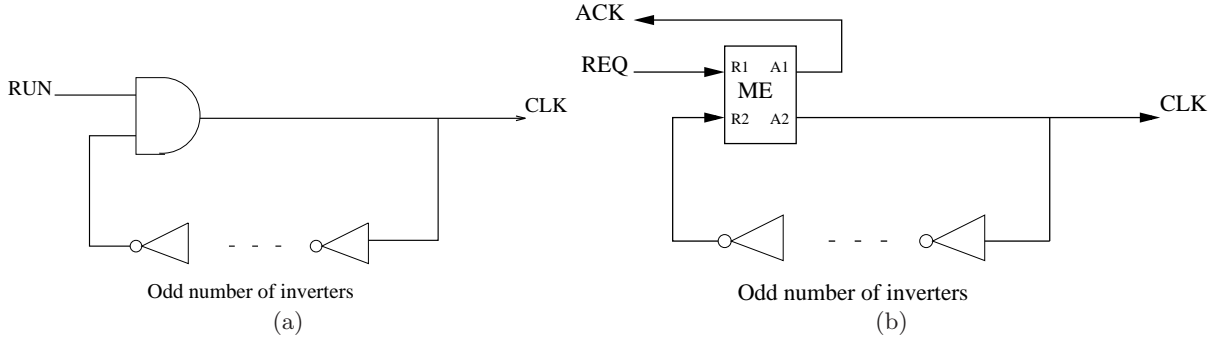 RUN
CLK
Odd number of inverters
(a)
ACK
REQ
R1
A1
ME
R2
A2
CLK
Odd number of inverters
(b)